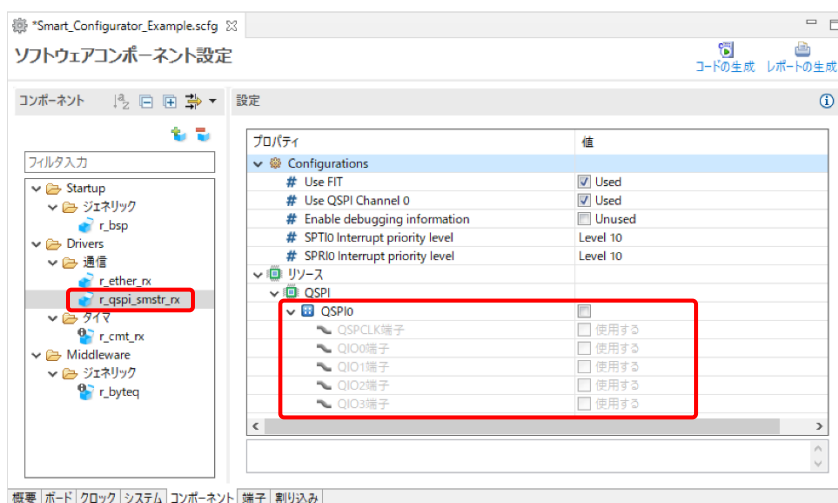 *Smart_Configurator_Example.scfg
ソフトウェアコンポーネント設定
コードの生成 レポートの生成
コンポーネント
設定
フィルタ入力
Startup
ジェネリック
r_bsp
Drivers
通信
r_ether_rx
r_qspi_smstr_rx
タイマ
r_cmt_rx
Middleware
ジェネリック
r_byteq
プロパティ 値
Configurations
# Use FIT Used
# Use QSPI Channel 0 Used
# Enable debugging information Unused
# SPTI0 Interrupt priority level Level 10
# SPRI0 Interrupt priority level Level 10
リソース
QSPI
QSPI0
QSPCLK端子 使用する
QIO0端子 使用する
QIO1端子 使用する
QIO2端子 使用する
QIO3端子 使用する
概要 ボード クロック システム コンポーネント 端子 割り込み